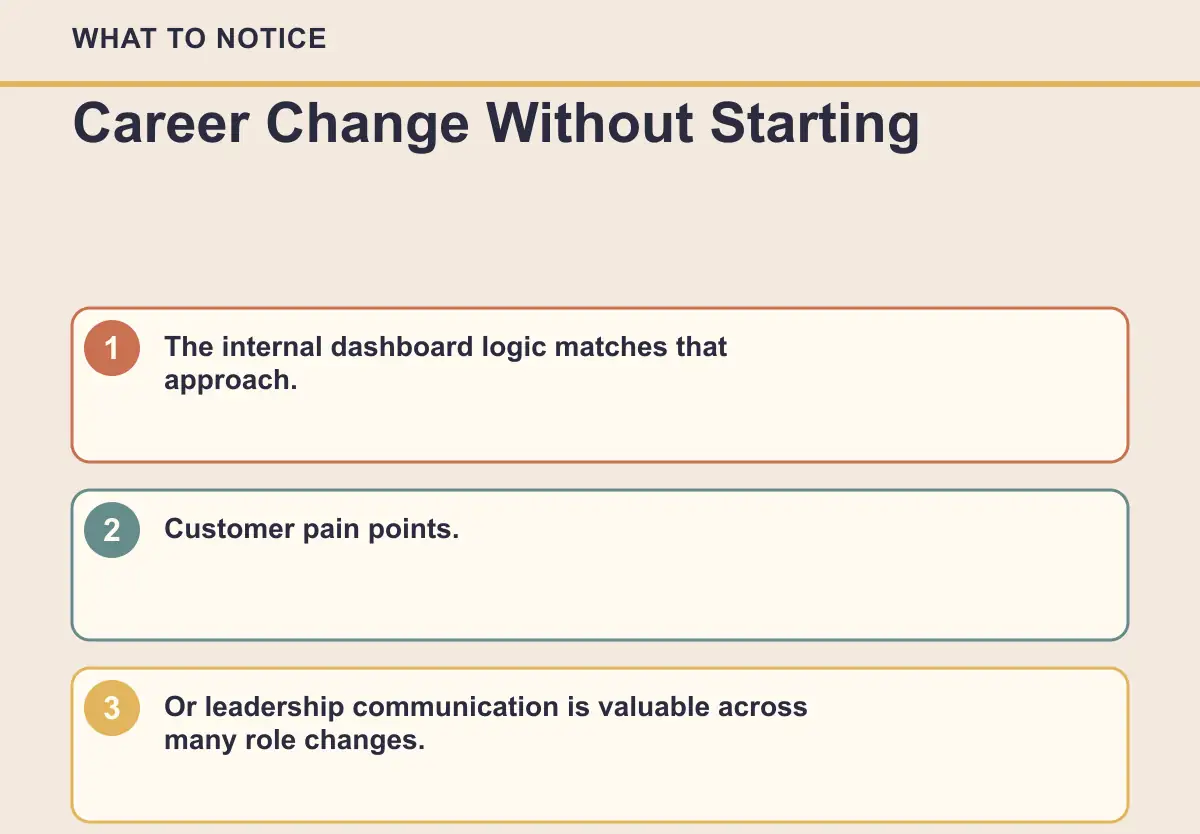 WHAT TO NOTICE
Career Change Without Starting
1
The internal dashboard logic matches that
approach.
2
Customer pain points.
3
Or leadership communication is valuable across
many role changes.